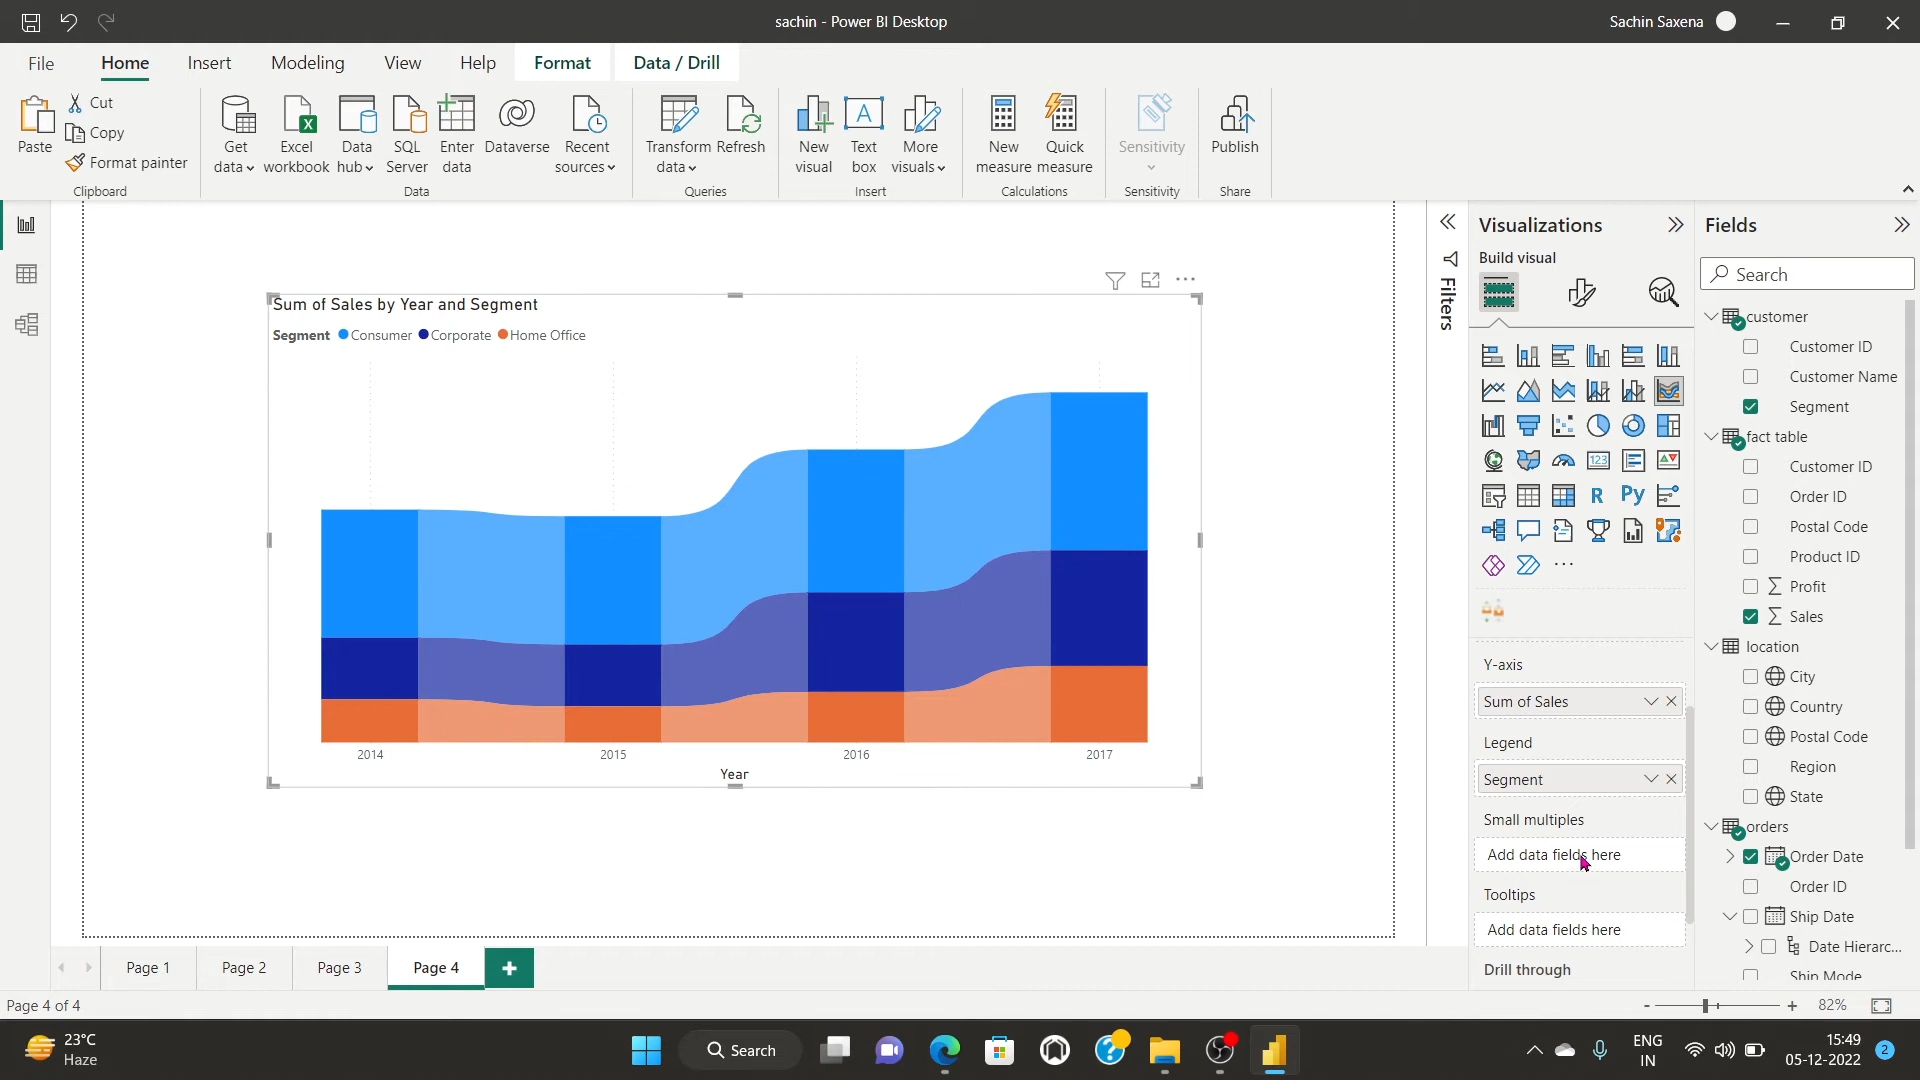 sachin - Power BI Desktop
Sachin Saxena
File
Home
Insert
Modeling
View
Help
Format
Data / Drill
Paste
Cut
Copy
Format painter
Clipboard
Get data
Excel workbook
Data hub
SQL Server
Enter data
Dataverse
Recent sources
Data
Transform data
Refresh
Queries
New visual
A
Text box
More visuals
Insert
New measure
Quick measure
Calculations
Sensitivity
Sensitivity
Publish
Share
Sum of Sales by Year and Segment
Segment Consumer Corporate Home Office
2014
2015
2016
2017
Year
Filters
Visualizations
Build visual
123
R
Py
Y-axis
Sum of Sales
Legend
Segment
Small multiples
Add data fields here
Tooltips
Add data fields here
Drill through
Fields
Search
customer
Customer ID
Customer Name
Segment
fact table
Customer ID
Order ID
Postal Code
Product ID
Profit
Sales
location
City
Country
Postal Code
Region
State
orders
Order Date
Order ID
Ship Date
Date Hierarc...
Ship Mode
Page 1
Page 2
Page 3
Page 4
Page 4 of 4
82%
23°C
Haze
Search
ENG
IN
15:49
05-12-2022
2